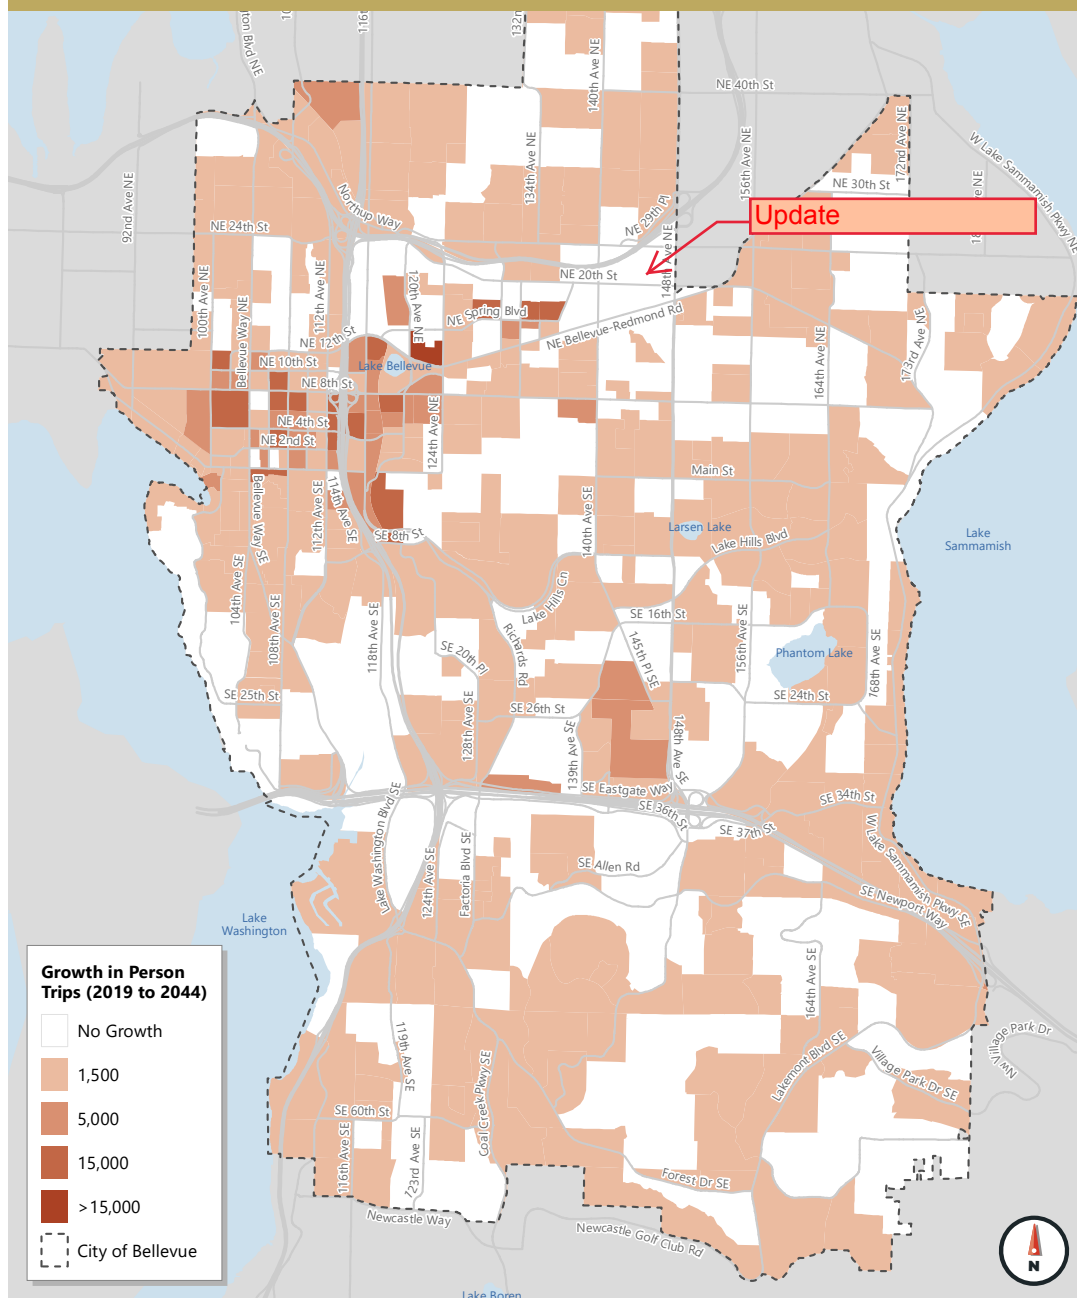 132n
140th Ave NE
116t
10
gton Blvd NE
NE 40th St
156th Ave NE
172nd Ave NE
W Lake Sammamish Pkwy NE
134th Ave NE
92nd Ave NE
NE 30th St
Northup Way
NE 29th Pl
Update
NE 24th St
148th Ave NE
NE 20th St
100th Ave NE
112th Ave NE
120th Ave NE
NE Spring Blvd
NE Bellevue-Redmond Rd
Bellevue Way NE
NE 12th St
164th Ave NE
173rd Ave NE
NE 10th St
Lake Bellevue
NE 8th St
NE 4th St
NE 2nd St
124th Ave NE
Main St
Bellevue Way SE
112th Ave SE
114th Ave SE
140th Ave SE
Larsen Lake
SE 8th St
Lake Hills Blvd
Lake
Sammamish
104th Ave SE
108th Ave SE
118th Ave SE
Lake Hills Cn
SE 16th St
Richards Rd
145th Pl SE
156th Ave SE
Phantom Lake
168th Ave SE
SE 20th Pl
SE 25th St
SE 24th St
SE 26th St
128th Ave SE
139th Ave SE
148th Ave SE
SE Eastgate Way
SE 36th St
SE 34th St
SE 37th St
Lake Washington Blvd SE
124th Ave SE
Factoria Blvd SE
SE Allen Rd
W Lake Sammamish Pkwy SE
SE Newport Way
Lake
Washington
164th Ave SE
Growth in Person
Trips (2019 to 2044)
No Growth
1,500
5,000
15,000
>15,000
City of Bellevue
119th Ave SE
Lakemont Blvd SE
Village Park Dr SE
NW Village Park Dr
Coal Creek Pkwy SE
SE 60th St
116th Ave SE
123rd Ave SE
Forest Dr SE
Newcastle Way
Newcastle Golf Club Rd
N
Lake Boren